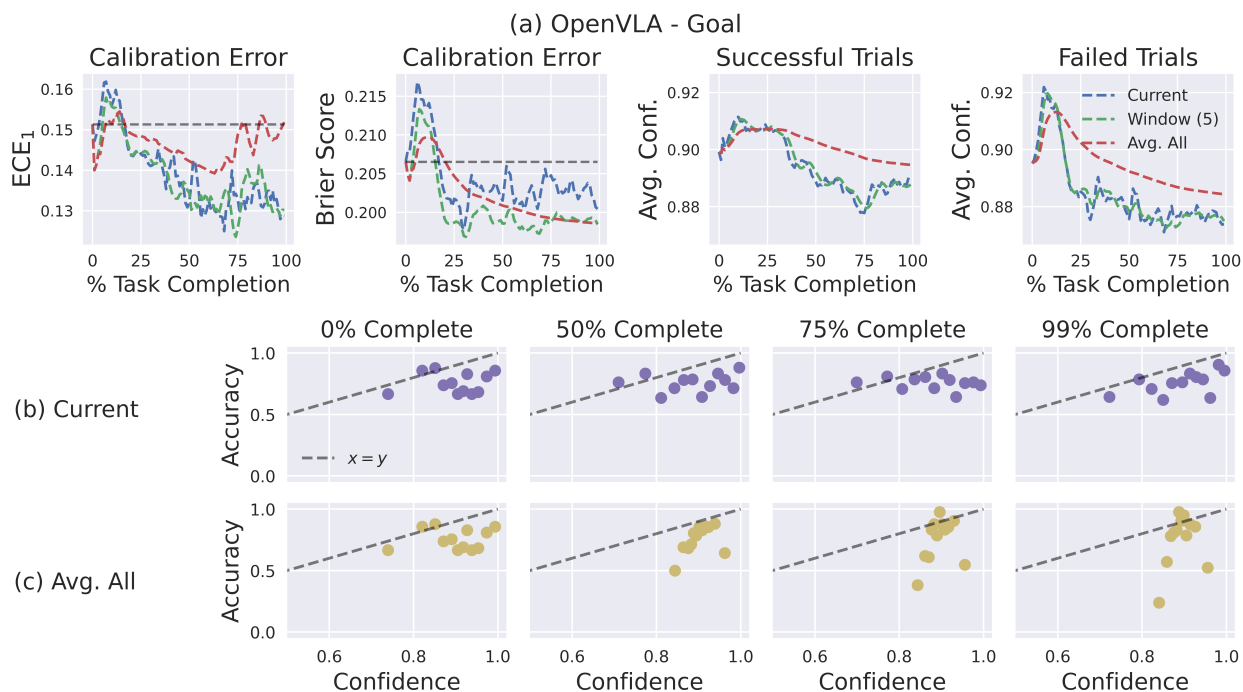 (a) OpenVLA - Goal
Calibration Error
Calibration Error
Successful Trials
Failed Trials
ECE₁
0.16
0.15
0.14
0.13
0 25 50 75 100
% Task Completion
Brier Score
0.215
0.210
0.205
0.200
0 25 50 75 100
% Task Completion
Avg. Conf.
0.92
0.90
0.88
0 25 50 75 100
% Task Completion
Avg. Conf.
0.92
0.90
0.88
Current
Window (5)
Avg. All
0 25 50 75 100
% Task Completion
0% Complete
50% Complete
75% Complete
99% Complete
(b) Current
Accuracy
1.0
0.5
0.0
x = y
(c) Avg. All
Accuracy
1.0
0.5
0.0
0.6 0.8 1.0
0.6 0.8 1.0
0.6 0.8 1.0
0.6 0.8 1.0
Confidence
Confidence
Confidence
Confidence